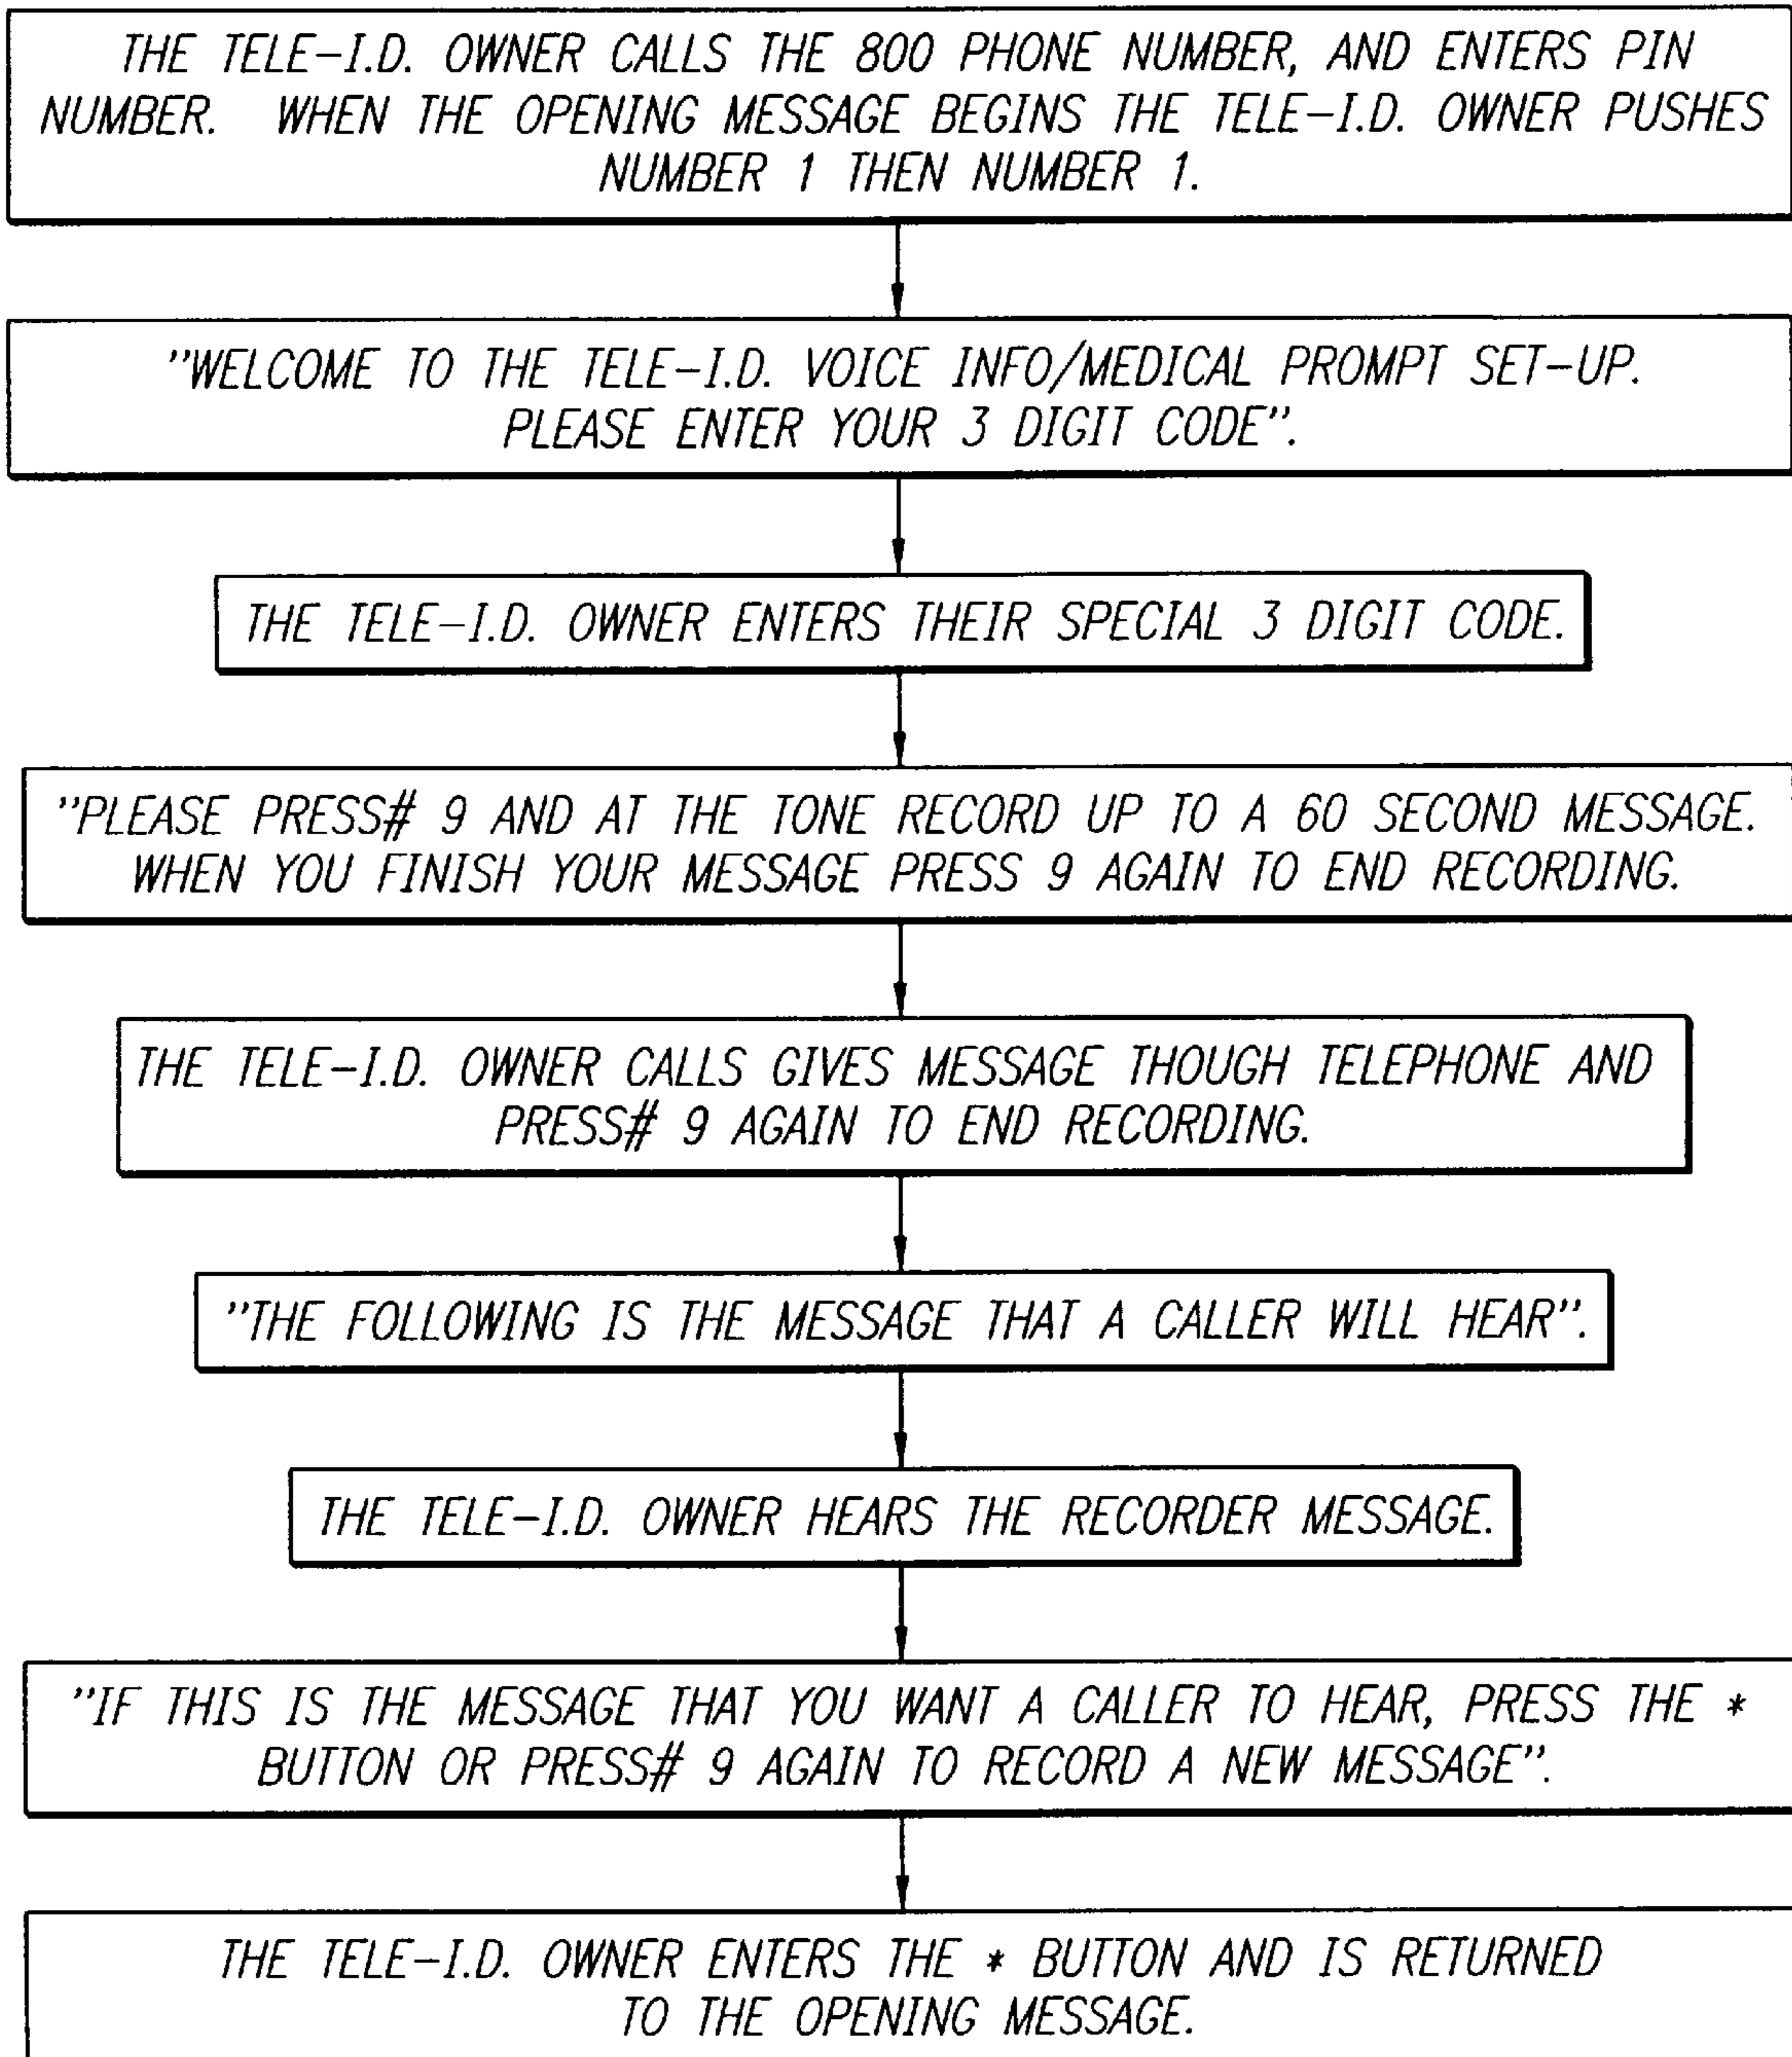 THE TELE-I.D. OWNER CALLS THE 800 PHONE NUMBER, AND ENTERS PIN
NUMBER. WHEN THE OPENING MESSAGE BEGINS THE TELE-I.D. OWNER PUSHES
NUMBER 1 THEN NUMBER 1.
"WELCOME TO THE TELE-I.D. VOICE INFO/MEDICAL PROMPT SET-UP.
PLEASE ENTER YOUR 3 DIGIT CODE".
THE TELE-I.D. OWNER ENTERS THEIR SPECIAL 3 DIGIT CODE.
"PLEASE PRESS# 9 AND AT THE TONE RECORD UP TO A 60 SECOND MESSAGE.
WHEN YOU FINISH YOUR MESSAGE PRESS 9 AGAIN TO END RECORDING.
THE TELE-I.D. OWNER CALLS GIVES MESSAGE THOUGH TELEPHONE AND
PRESS# 9 AGAIN TO END RECORDING.
"THE FOLLOWING IS THE MESSAGE THAT A CALLER WILL HEAR".
THE TELE-I.D. OWNER HEARS THE RECORDER MESSAGE.
"IF THIS IS THE MESSAGE THAT YOU WANT A CALLER TO HEAR, PRESS THE *
BUTTON OR PRESS# 9 AGAIN TO RECORD A NEW MESSAGE".
THE TELE-I.D. OWNER ENTERS THE * BUTTON AND IS RETURNED
TO THE OPENING MESSAGE.